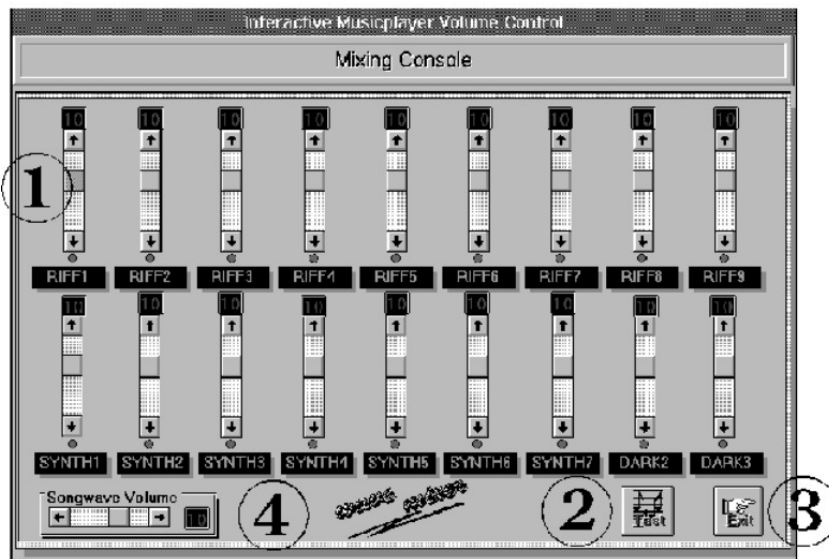 Interactive Musicplayer Volume Control
Mixing Console
10 10 10 10 10 10 10 10 10
1
RIFF1 RIFF2 RIFF3 RIFF4 RIFF5 RIFF6 RIFF7 RIFF8 RIFF9
10 10 10 10 10 10 10 10 10
SYNTH1 SYNTH2 SYNTH3 SYNTH4 SYNTH5 SYNTH6 SYNTH7 DARK2 DARK3
Songwave Volume
10
4
2
Test
Exit
3